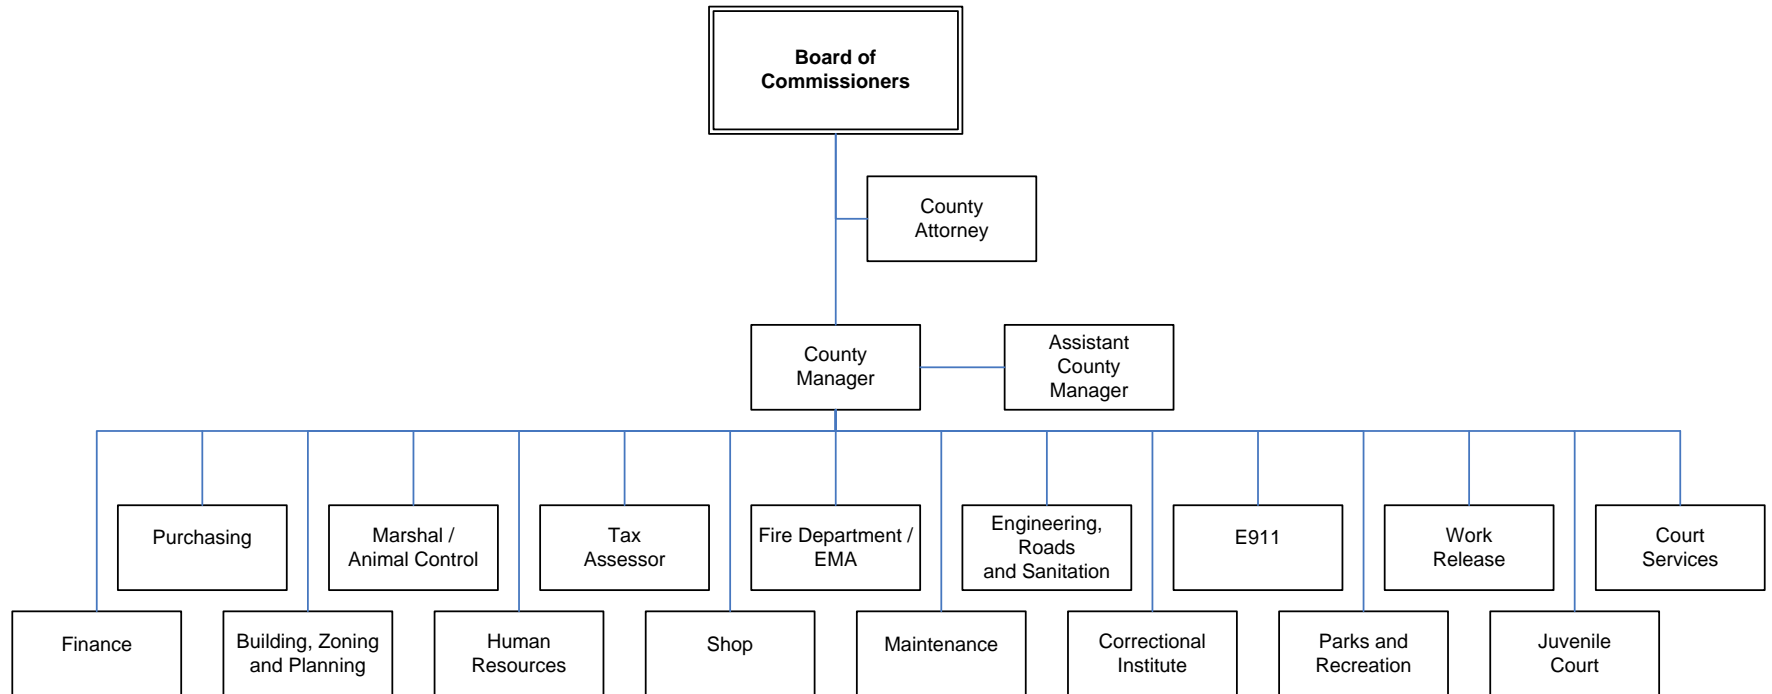 Board of
Commissioners
County
Attorney
County
Manager
Assistant
County
Manager
Purchasing
Marshal /
Animal Control
Tax
Assessor
Fire Department /
EMA
Engineering,
Roads
and Sanitation
E911
Work
Release
Court
Services
Finance
Building, Zoning
and Planning
Human
Resources
Shop
Maintenance
Correctional
Institute
Parks and
Recreation
Juvenile
Court